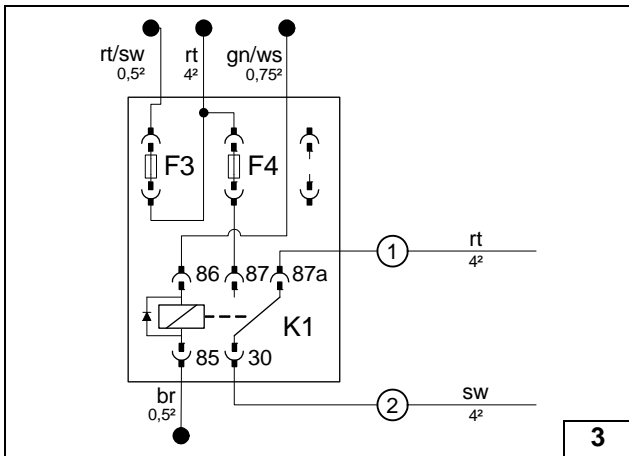 rt/sw rt gn/ws
0,5² 4² 0,75²
F3 F4
1 rt
4²
86 87 87a
K1
85 30
br
0,5²
2 sw
4²
3